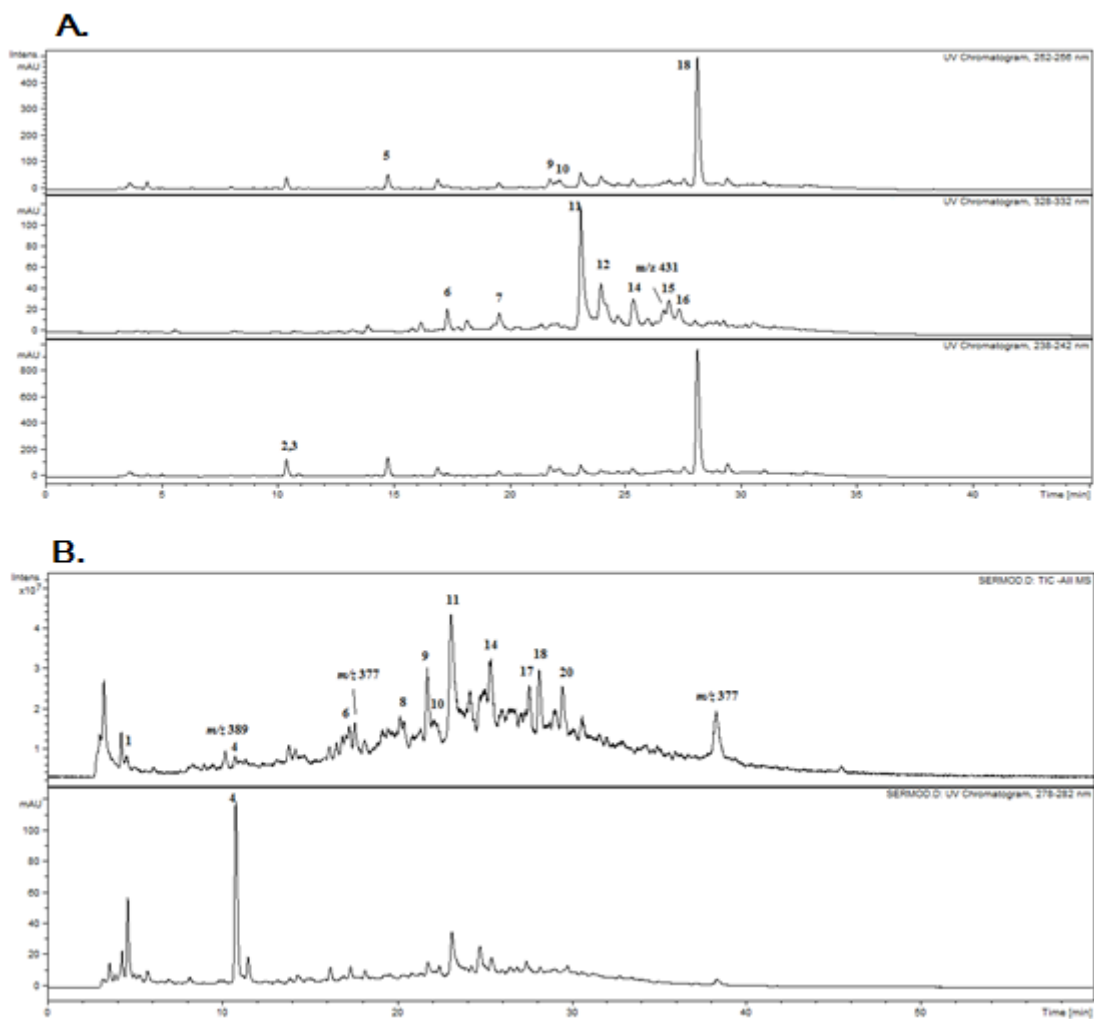 A.
Intens.
mAU
UV Chromatogram, 252-256 nm
400
300
200
100
0
5
9
10
18
mAU
UV Chromatogram, 328-332 nm
100
80
60
40
20
0
6
7
11
12
14
m/z 431
15
16
mAU
UV Chromatogram, 238-242 nm
800
600
400
200
0
2,3
0 5 10 15 20 25 30 35 40 Time [min]
B.
Intens.
x10⁷
SERMOD.D: TIC -All MS
4
3
2
1
1
m/z 389
4
6
m/z 377
8
9
10
11
14
17
18
20
m/z 377
mAU
SERMOD.D: UV Chromatogram, 278-282 nm
100
80
60
40
20
0
4
0 10 20 30 40 50 Time [min]